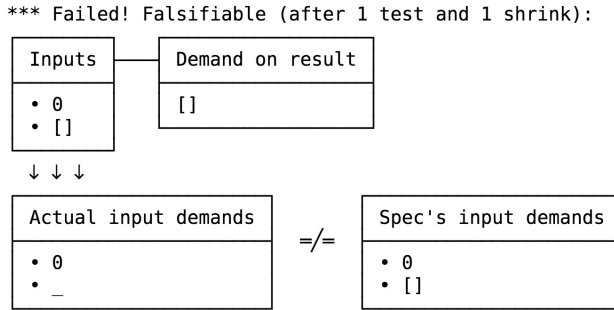 *** Failed! Falsifiable (after 1 test and 1 shrink):
Inputs Demand on result
• 0 []
• []
↓ ↓ ↓
Actual input demands =/= Spec's input demands
• 0 • 0
• _ • []